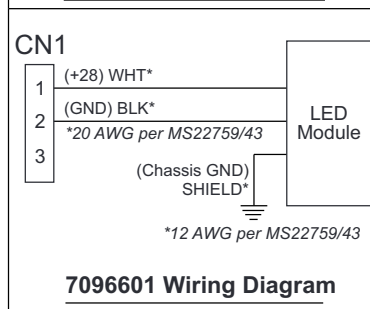 CN1
1
(+28) WHT*
(GND) BLK*
2
*20 AWG per MS22759/43
3
LED
Module
(Chassis GND)
SHIELD*
*12 AWG per MS22759/43
7096601 Wiring Diagram